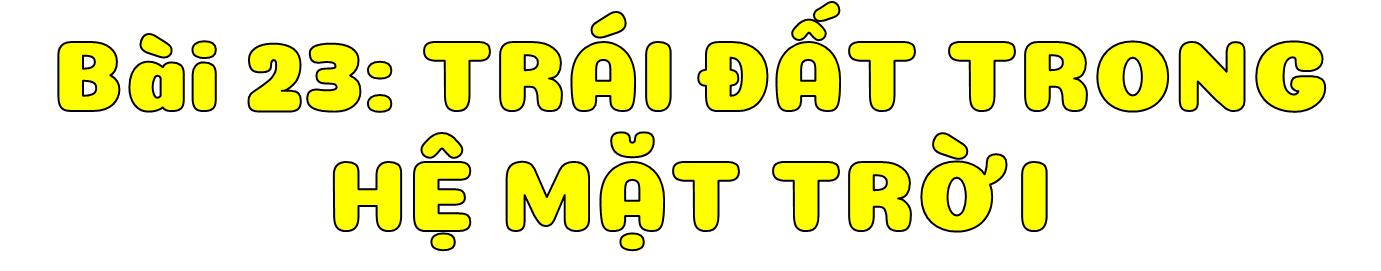 Bài 23: TRÁI ĐẤT TRONG
HỆ MẶT TRỜI